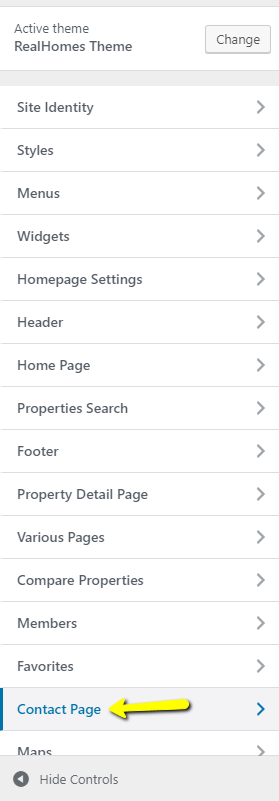 Active theme
RealHomes Theme
Change
Site Identity
Styles
Menus
Widgets
Homepage Settings
Header
Home Page
Properties Search
Footer
Property Detail Page
Various Pages
Compare Properties
Members
Favorites
Contact Page
Maps
Hide Controls